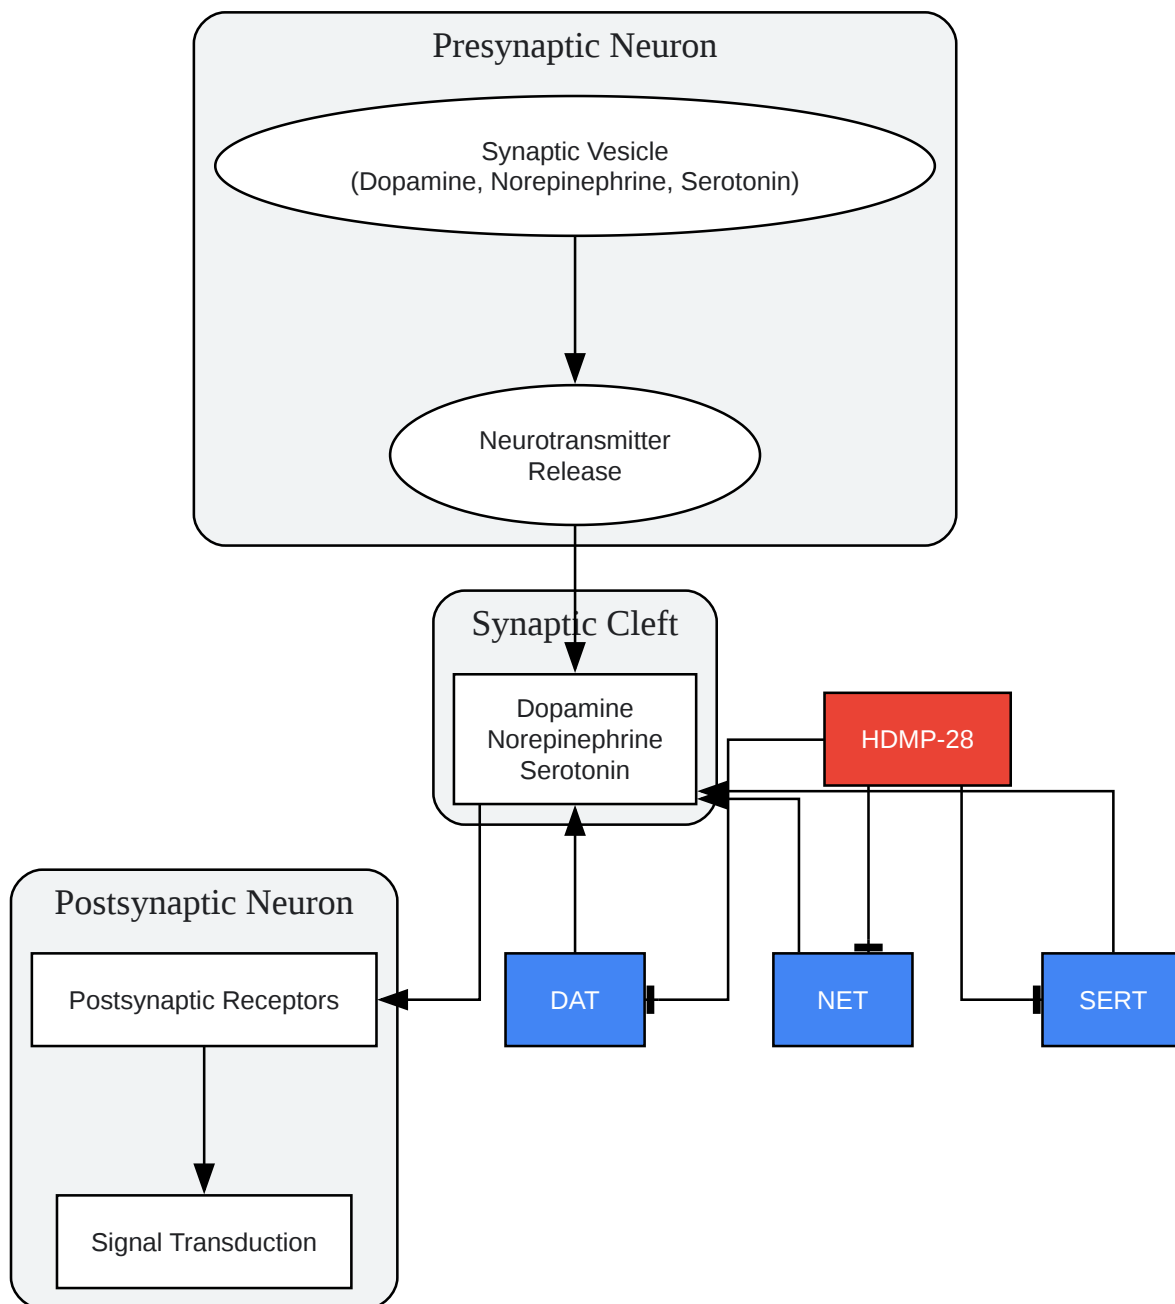 Presynaptic Neuron
Synaptic Vesicle
(Dopamine, Norepinephrine, Serotonin)
Neurotransmitter
Release
Synaptic Cleft
Dopamine
Norepinephrine
Serotonin
HDMP-28
Postsynaptic Neuron
Postsynaptic Receptors
DAT
NET
SERT
Signal Transduction